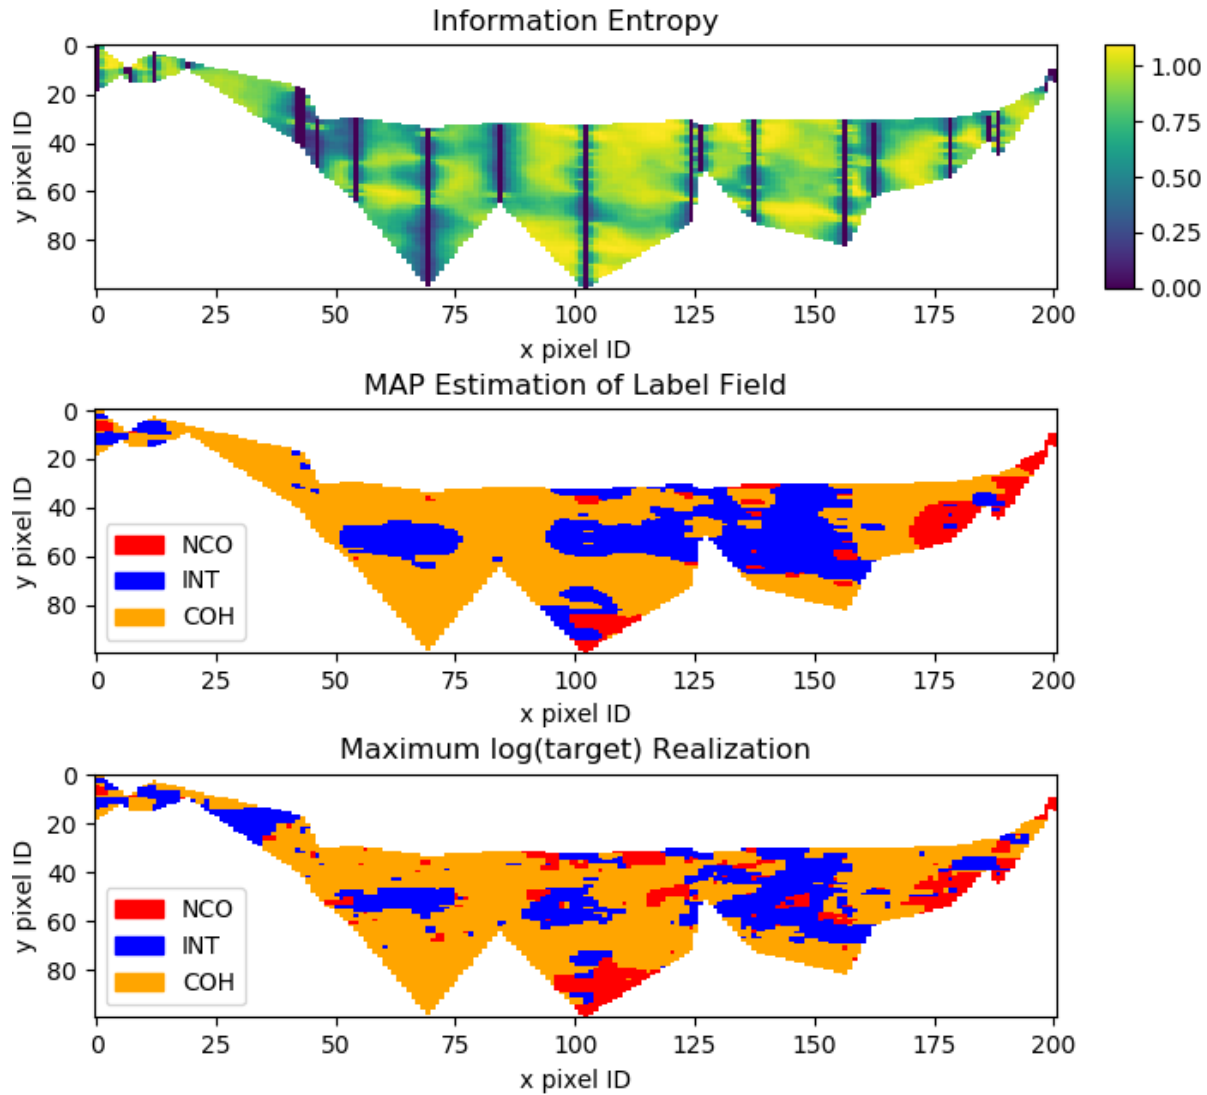 Information Entropy
0
20
40
60
80
y pixel ID
0 25 50 75 100 125 150 175 200
x pixel ID
1.00
0.75
0.50
0.25
0.00
MAP Estimation of Label Field
0
20
40
60
80
y pixel ID
NCO
INT
COH
0 25 50 75 100 125 150 175 200
x pixel ID
Maximum log(target) Realization
0
20
40
60
80
y pixel ID
NCO
INT
COH
0 25 50 75 100 125 150 175 200
x pixel ID